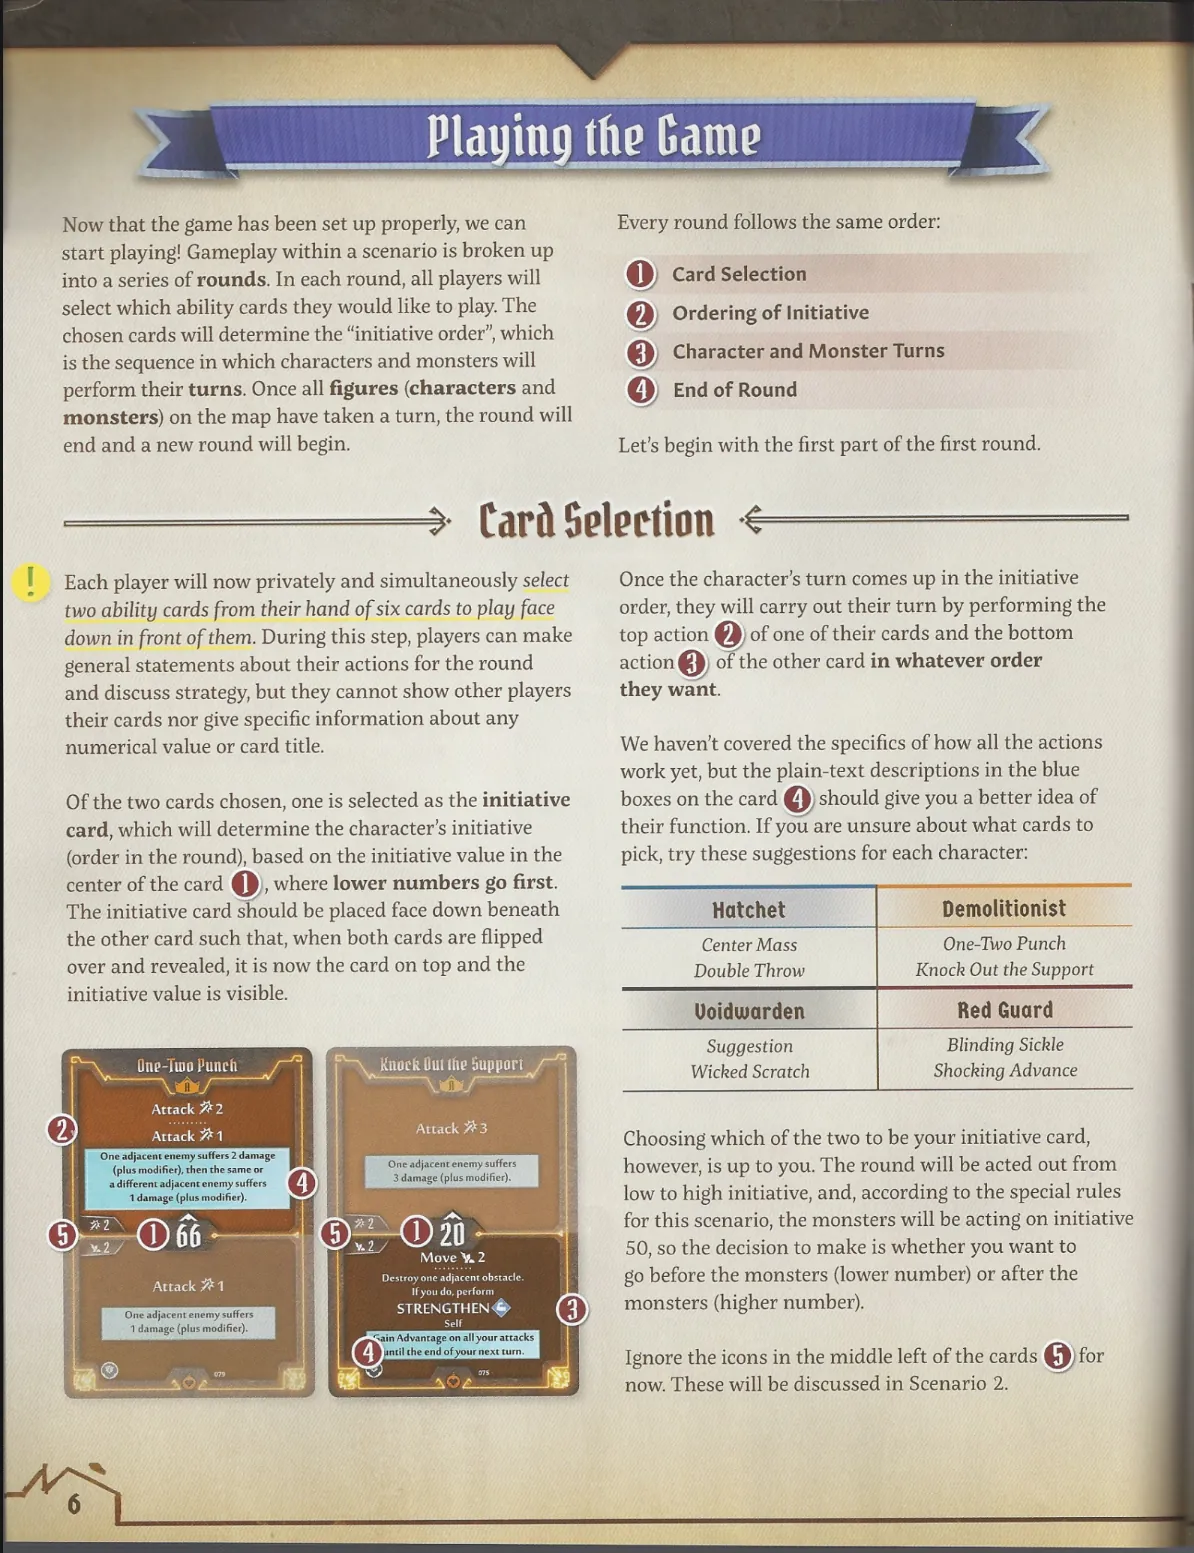 Playing the Game
Now that the game has been set up properly, we can
start playing! Gameplay within a scenario is broken up
into a series of rounds. In each round, all players will
select which ability cards they would like to play. The
chosen cards will determine the “initiative order”, which
is the sequence in which characters and monsters will
perform their turns. Once all figures (characters and
monsters) on the map have taken a turn, the round will
end and a new round will begin.
Every round follows the same order:
1 Card Selection
2 Ordering of Initiative
3 Character and Monster Turns
4 End of Round
Let's begin with the first part of the first round.
Card Selection
! Each player will now privately and simultaneously select
two ability cards from their hand of six cards to play face
down in front of them. During this step, players can make
general statements about their actions for the round
and discuss strategy, but they cannot show other players
their cards nor give specific information about any
numerical value or card title.
Of the two cards chosen, one is selected as the initiative
card, which will determine the character's initiative
(order in the round), based on the initiative value in the
center of the card 1, where lower numbers go first.
The initiative card should be placed face down beneath
the other card such that, when both cards are flipped
over and revealed, it is now the card on top and the
initiative value is visible.
One-Two Punch
Attack 2
2
Attack 1
One adjacent enemy suffers 2 damage
(plus modifier), then the same or
a different adjacent enemy suffers
1 damage (plus modifier).
4
5 2 1 66
2
Attack 1
One adjacent enemy suffers
1 damage (plus modifier).
079
Knock Out the Support
Attack 3
One adjacent enemy suffers
3 damage (plus modifier).
5 2 1 20
2
Move 2
Destroy one adjacent obstacle.
If you do, perform
STRENGTHEN
3
Self
Gain Advantage on all your attacks
4 until the end of your next turn.
075
Once the character's turn comes up in the initiative
order, they will carry out their turn by performing the
top action 2 of one of their cards and the bottom
action 3 of the other card in whatever order
they want.
We haven't covered the specifics of how all the actions
work yet, but the plain-text descriptions in the blue
boxes on the card 4 should give you a better idea of
their function. If you are unsure about what cards to
pick, try these suggestions for each character:
Hatchet
Center Mass
Double Throw
Demolitionist
One-Two Punch
Knock Out the Support
Voidwarden
Suggestion
Wicked Scratch
Red Guard
Blinding Sickle
Shocking Advance
Choosing which of the two to be your initiative card,
however, is up to you. The round will be acted out from
low to high initiative, and, according to the special rules
for this scenario, the monsters will be acting on initiative
50, so the decision to make is whether you want to
go before the monsters (lower number) or after the
monsters (higher number).
Ignore the icons in the middle left of the cards 5 for
now. These will be discussed in Scenario 2.
6